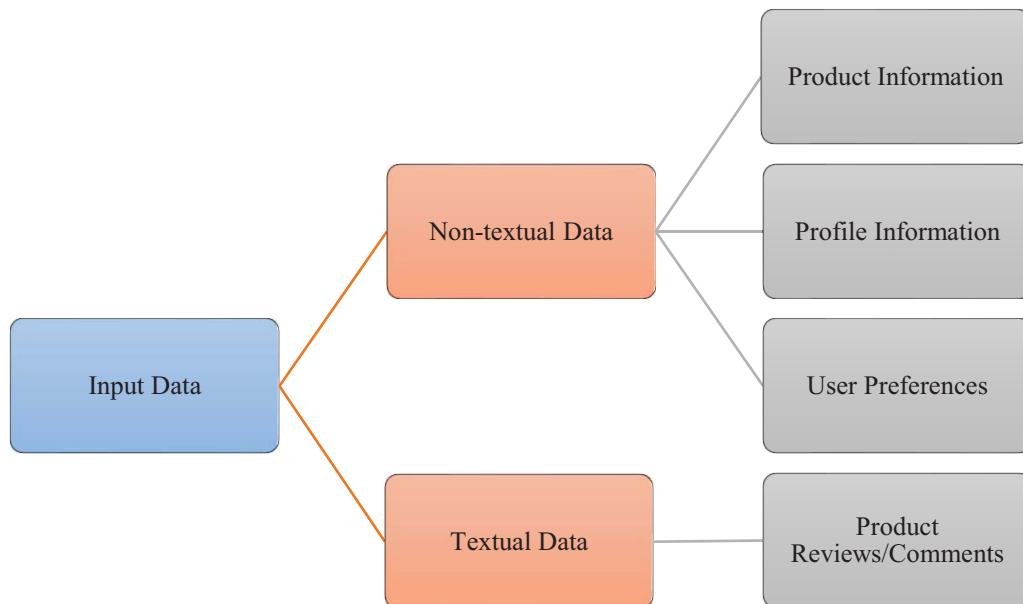 Input Data
Non-textual Data
Textual Data
Product Information
Profile Information
User Preferences
Product
Reviews/Comments